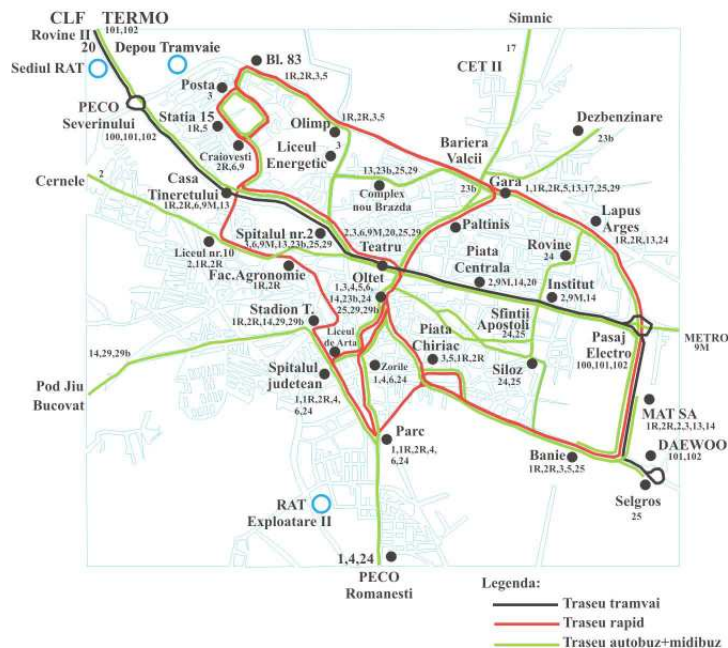 CLF TERMO
Rovine II
101,102
20
Depou Tramvaie
Sediul RAT
Bl. 83
1R,2R,3,5
Simnic
17
CET II
Posta
3
PECO
Severinului
100,101,102
Statia 15
1R,5
Olimp
1R,2R,3,5
Dezbenzinare
23b
Craiovesti
2R,6,9
Liceul
Energetic
3
Bariera
Valcii
23b
Cernele
2
Casa
Tineretului
1R,2R,6,9M,13
13,23b,25,29
Complex
nou Brazda
Gara
1,1R,2R,5,13,17,25,29
Lapus
Arges
1R,2R,13,24
Spitalul nr.2
3,6,9M,13,23b,25,29
2,3,6,9M,20,25,29
Teatru
Paltinis
Rovine
24
Liceul nr.10
2,1R,2R
Fac.Agronomie
1R,2R
Oltet
1,3,4,5,6,
14,23b,24
25,29,29b
Piata
Centrala
2,9M,14,20
Institut
2,9M,14
Stadion T.
1R,2R,14,29,29b
Liceul
de Arta
Piata
Chiriac
3,5,1R,2R
Sfintii
Apostoli
24,25
Pasaj
Electro
100,101,102
METRO
9M
14,29,29b
Pod Jiu
Bucovat
Spitalul
judetean
1,1R,2R,4,
6,24
Zorile
1,4,6,24
Siloz
24,25
MAT SA
1R,2R,2,3,13,14
Parc
1,1R,2R,4,
6,24
Banie
1R,2R,3,5,25
DAEWOO
101,102
Selgros
25
RAT
Exploatare II
1,4,24
PECO
Romanesti
Legenda:
Traseu tramvai
Traseu rapid
Traseu autobuz+midibuz